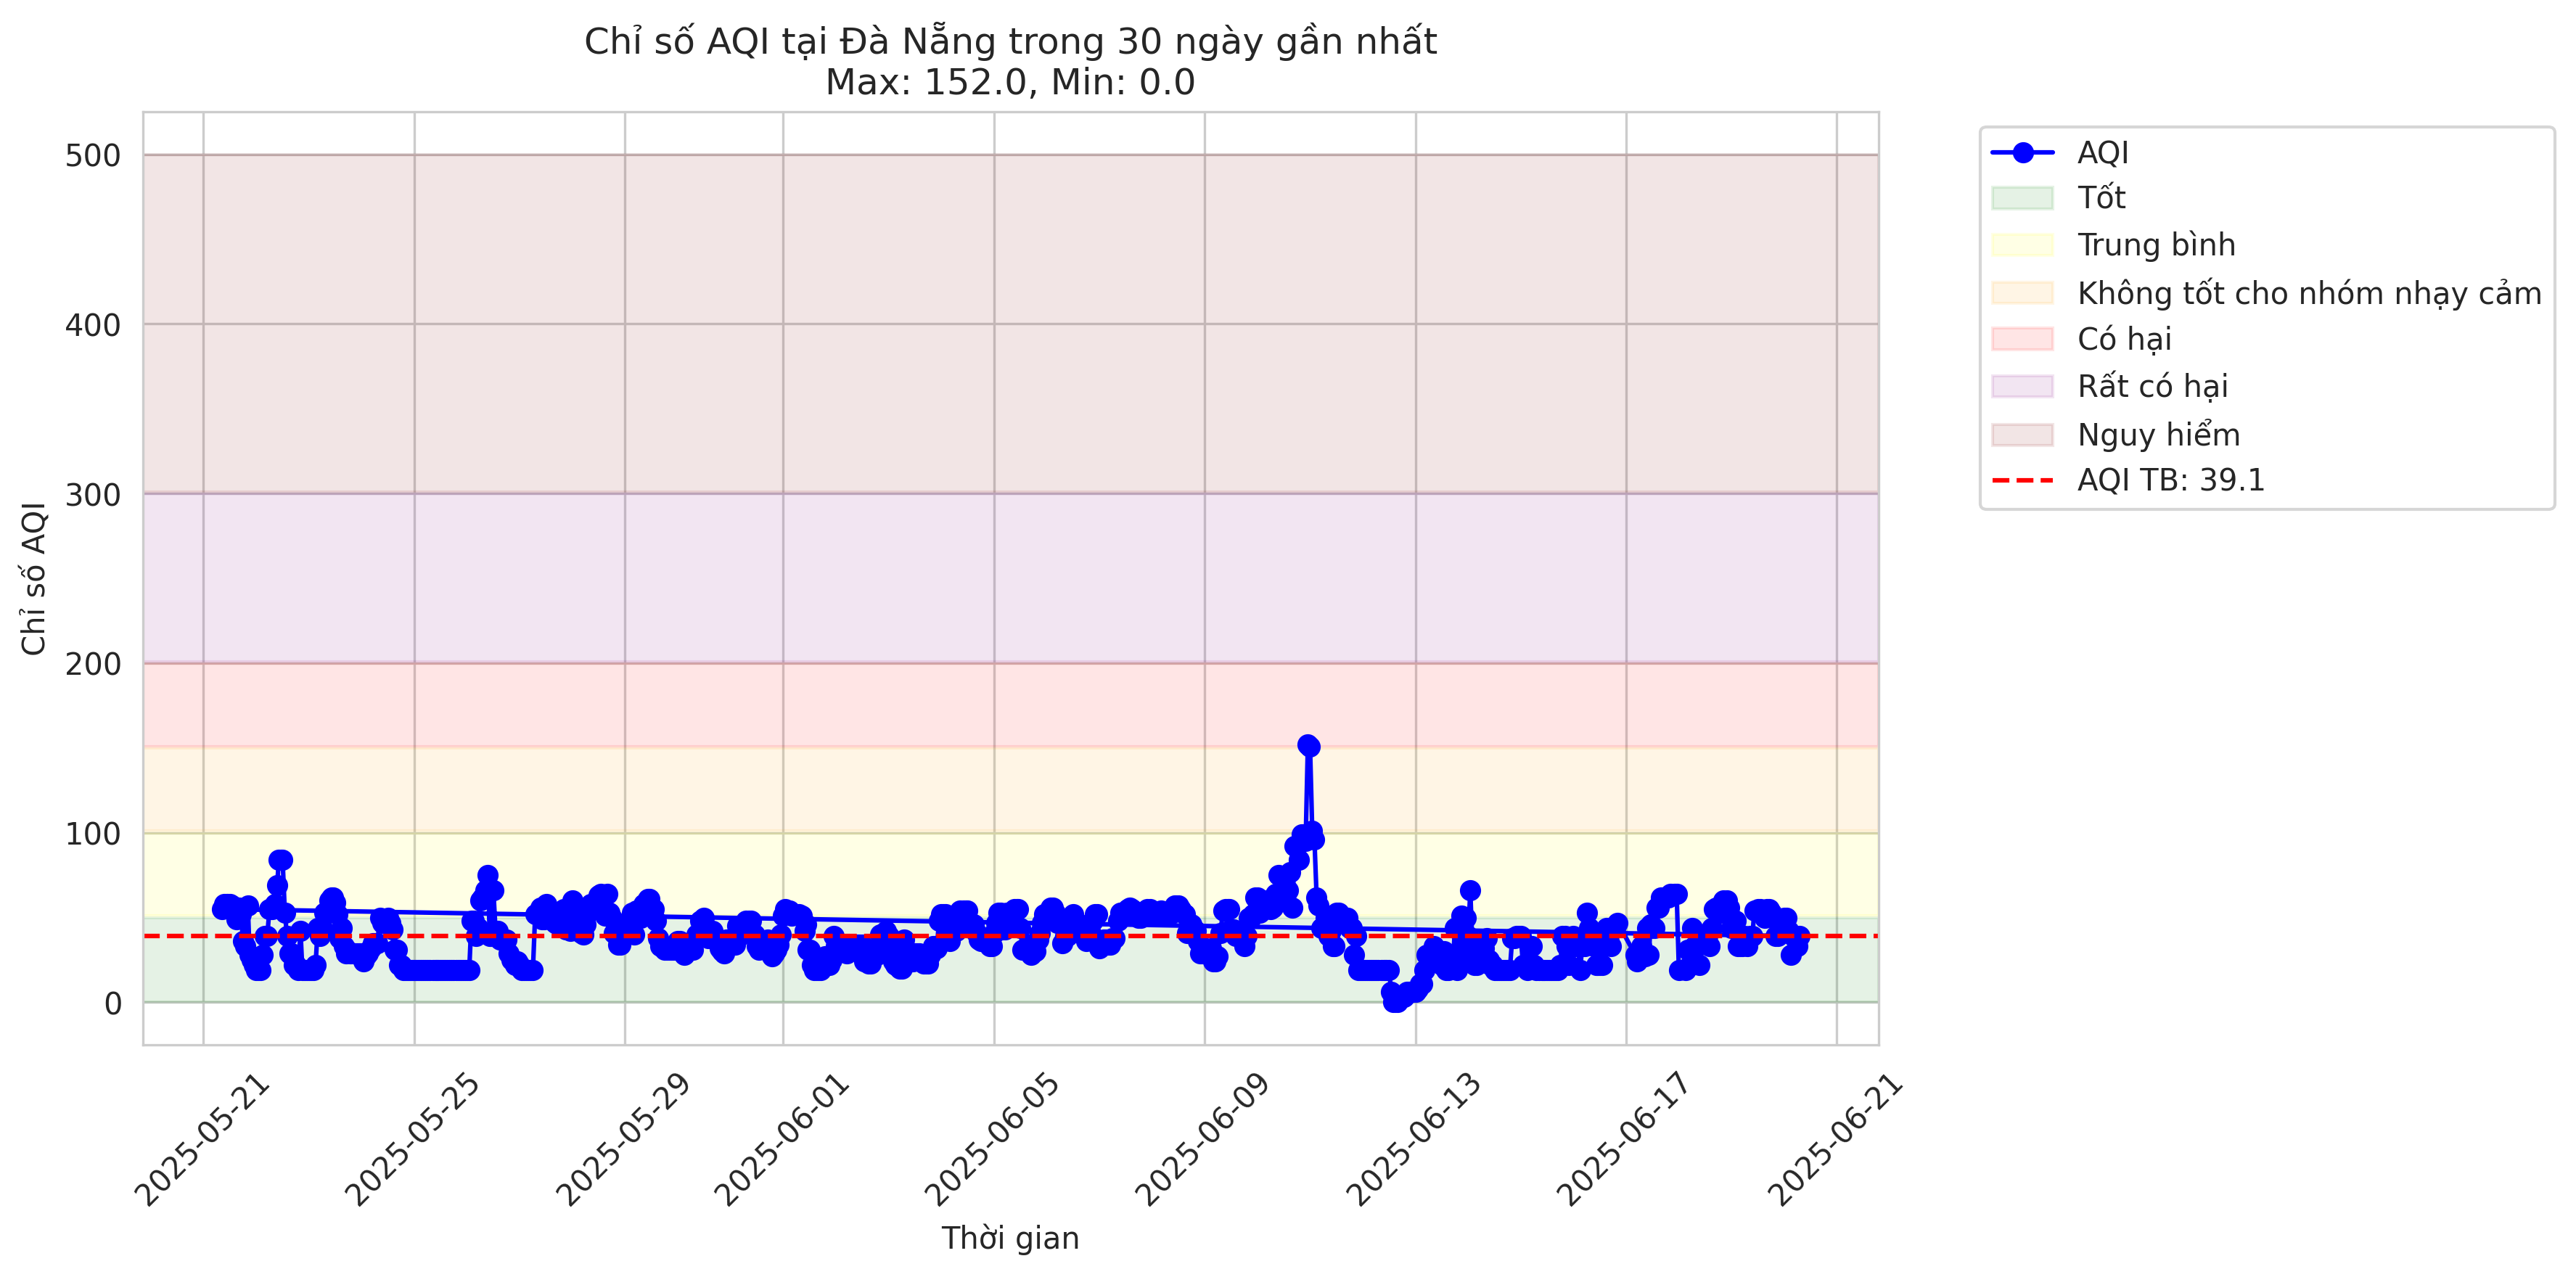 Chỉ số AQI tại Đà Nẵng trong 30 ngày gần nhất
Max: 152.0, Min: 0.0
Chỉ số AQI
500
400
300
200
100
0
2025-05-21
2025-05-25
2025-05-29
2025-06-01
2025-06-05
2025-06-09
2025-06-13
2025-06-17
2025-06-21
Thời gian
AQI
Tốt
Trung bình
Không tốt cho nhóm nhạy cảm
Có hại
Rất có hại
Nguy hiểm
AQI TB: 39.1